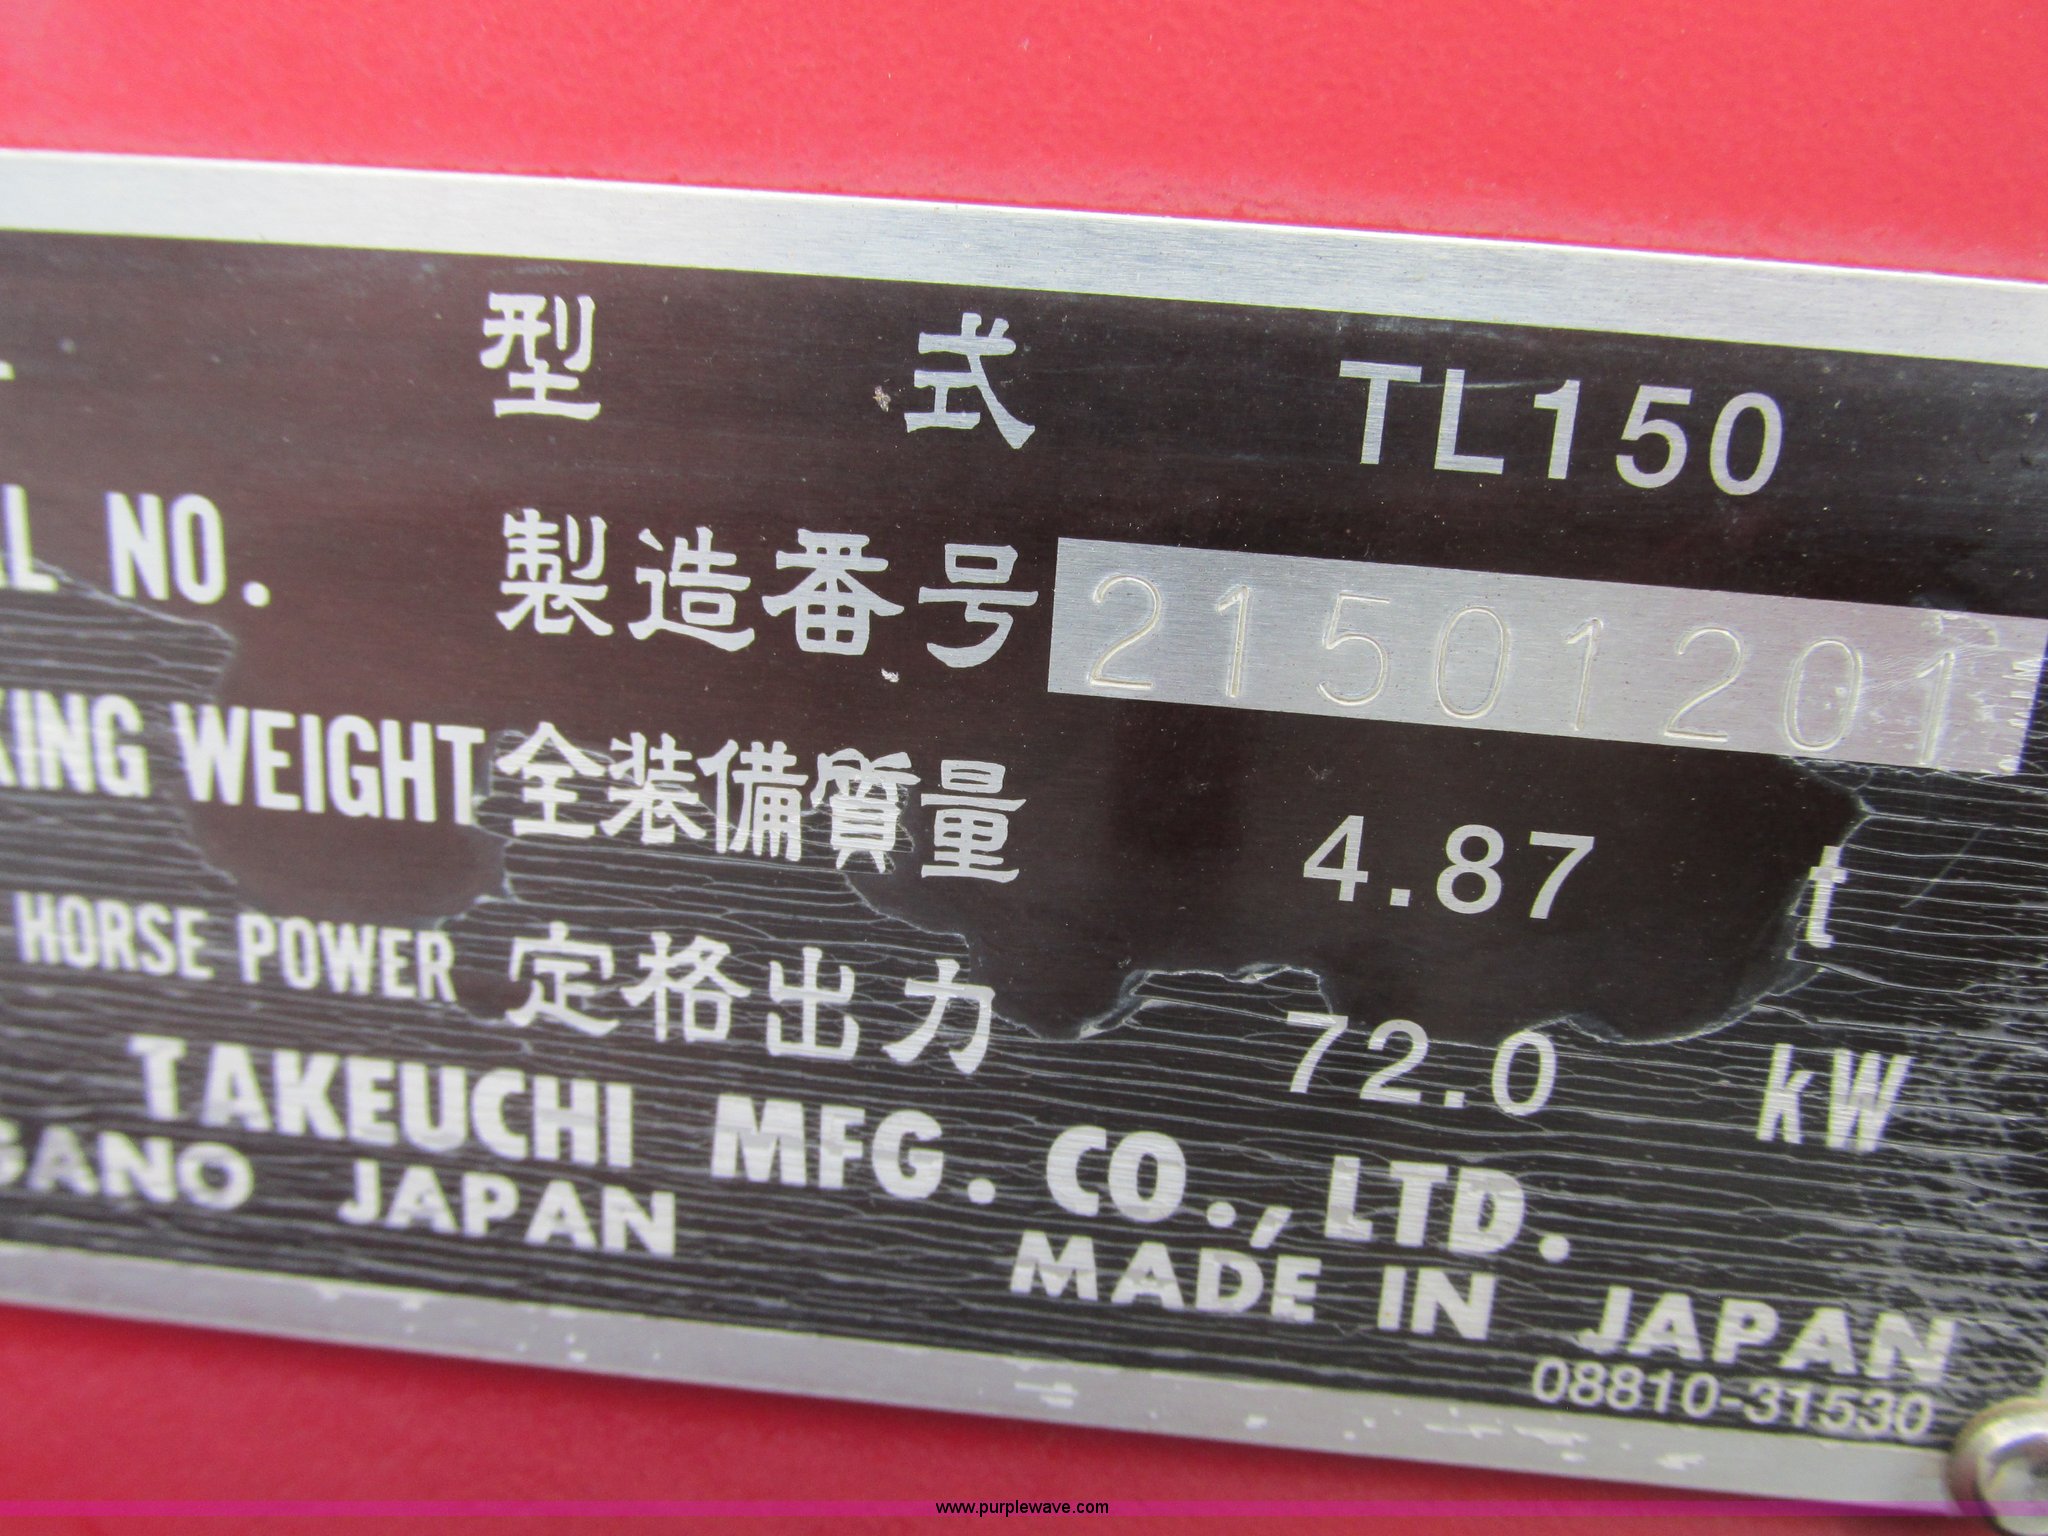 型 式 TL150
NO. 製造番号 21501201
WEIGHT 全装備質量 4.87 t
HORSE POWER 定格出力 72.0 kW
TAKEUCHI MFG. CO., LTD.
JAPAN MADE IN JAPAN
08810-31530
www.purplewave.com